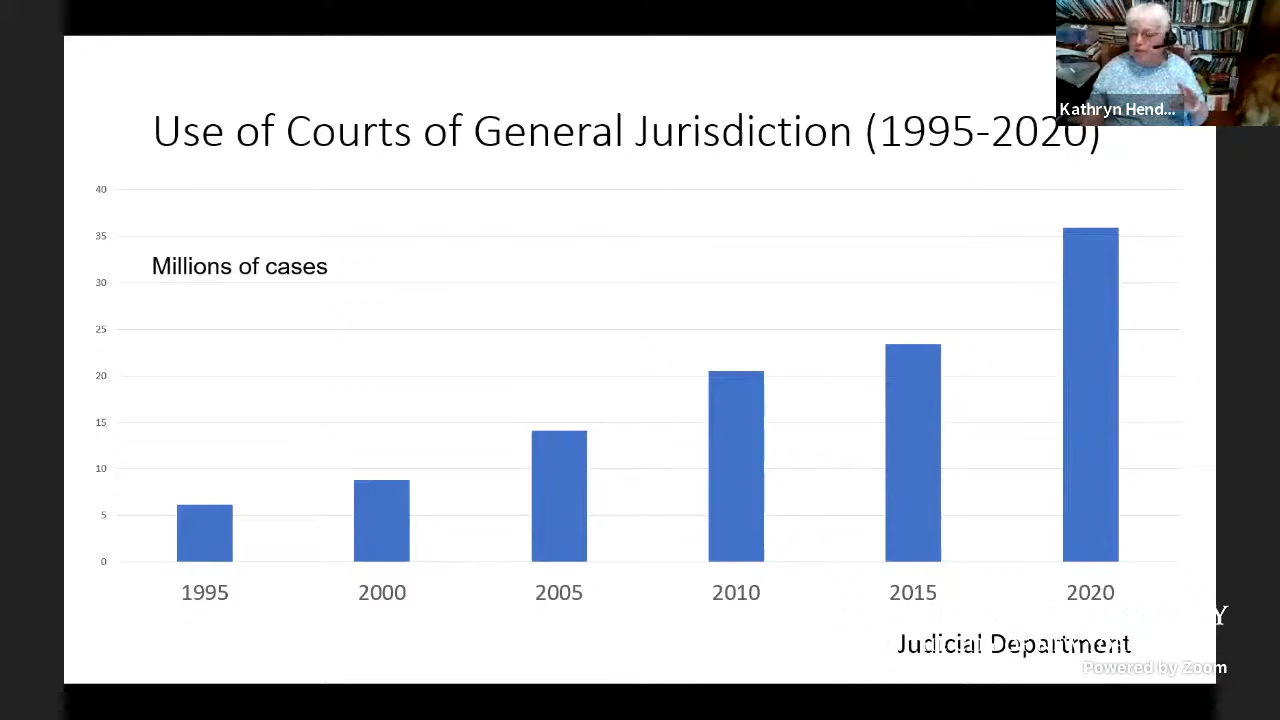 Kathryn Hend...
Use of Courts of General Jurisdiction (1995-2020)
40
35
Millions of cases
30
25
20
15
10
5
0
1995 2000 2005 2010 2015 2020
Judicial Department
Powered by Zoom